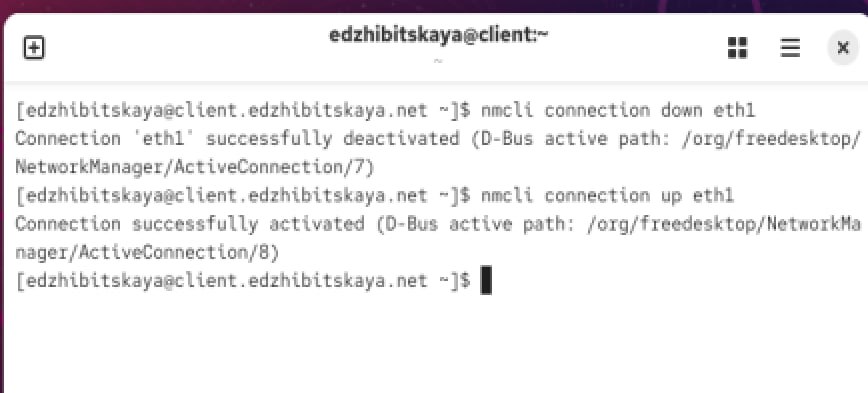 edzhibitskaya@client:~
~
[edzhibitskaya@client.edzhibitskaya.net ~]$ nmcli connection down eth1
Connection 'eth1' successfully deactivated (D-Bus active path: /org/freedesktop/
NetworkManager/ActiveConnection/7)
[edzhibitskaya@client.edzhibitskaya.net ~]$ nmcli connection up eth1
Connection successfully activated (D-Bus active path: /org/freedesktop/NetworkMa
nager/ActiveConnection/8)
[edzhibitskaya@client.edzhibitskaya.net ~]$